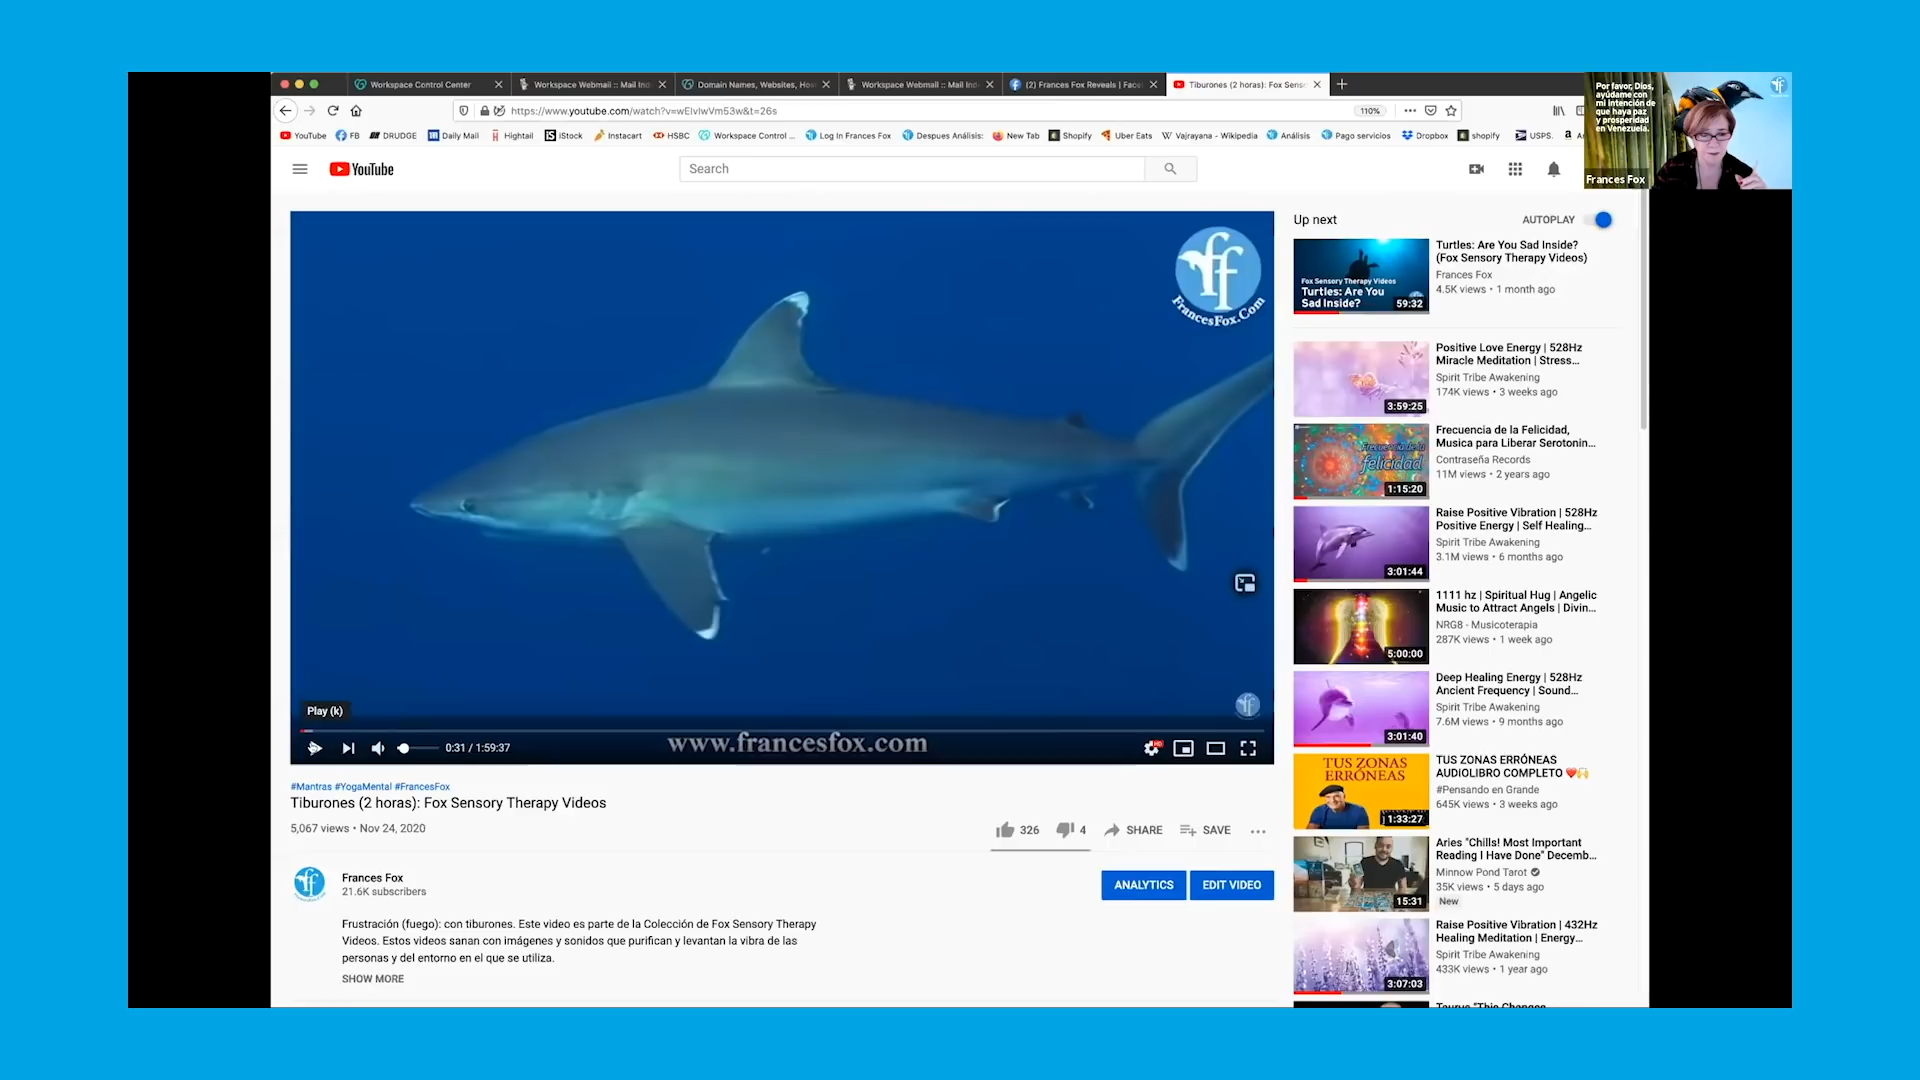 Workspace Control Center
Workspace Webmail :: Mail Ind
Domain Names, Websites, Hos
Workspace Webmail :: Mail Ind
(2) Frances Fox Reveals | Face
Tiburones (2 horas): Fox Sens
https://www.youtube.com/watch?v=wEIvlwVm53w&t=26s
110%
YouTube
FB
DRUDGE
Daily Mail
Hightail
iStock
Instacart
HSBC
Workspace Control ...
Log In Frances Fox
Despues Análisis:
New Tab
Shopify
Uber Eats
Vajrayana - Wikipedia
Análisis
Pago servicios
Dropbox
shopify
USPS.
Por favor, Dios,
ayúdame con
mi intención de
que haya paz
y prosperidad
en Venezuela.
Frances Fox
YouTube
Search
FrancesFox.Com
Play (k)
0:31 / 1:59:37
www.francesfox.com
HD
#Mantras #YogaMental #FrancesFox
Tiburones (2 horas): Fox Sensory Therapy Videos
5,067 views • Nov 24, 2020
326
4
SHARE
SAVE
Frances Fox
21.6K subscribers
ANALYTICS
EDIT VIDEO
Frustración (fuego): con tiburones. Este video es parte de la Colección de Fox Sensory Therapy
Videos. Estos videos sanan con imágenes y sonidos que purifican y levantan la vibra de las
personas y del entorno en el que se utiliza.
SHOW MORE
Up next
AUTOPLAY
Fox Sensory Therapy Videos
Turtles: Are You
Sad Inside?
59:32
Turtles: Are You Sad Inside?
(Fox Sensory Therapy Videos)
Frances Fox
4.5K views • 1 month ago
3:59:25
Positive Love Energy | 528Hz
Miracle Meditation | Stress...
Spirit Tribe Awakening
174K views • 3 weeks ago
Frecuencia de la
felicidad
1:15:20
Frecuencia de la Felicidad,
Musica para Liberar Serotonin...
Contraseña Records
11M views • 2 years ago
3:01:44
Raise Positive Vibration | 528Hz
Positive Energy | Self Healing...
Spirit Tribe Awakening
3.1M views • 6 months ago
5:00:00
1111 hz | Spiritual Hug | Angelic
Music to Attract Angels | Divin...
NRG8 - Musicoterapia
287K views • 1 week ago
3:01:40
Deep Healing Energy | 528Hz
Ancient Frequency | Sound...
Spirit Tribe Awakening
7.6M views • 9 months ago
TUS ZONAS
ERRÓNEAS
1:33:27
TUS ZONAS ERRÓNEAS
AUDIOLIBRO COMPLETO ❤️🙌
#Pensando en Grande
645K views • 3 weeks ago
15:31
Aries "Chills! Most Important
Reading I Have Done" Decemb...
Minnow Pond Tarot
35K views • 5 days ago
New
3:07:03
Raise Positive Vibration | 432Hz
Healing Meditation | Energy...
Spirit Tribe Awakening
433K views • 1 year ago
Taurus "This Changes